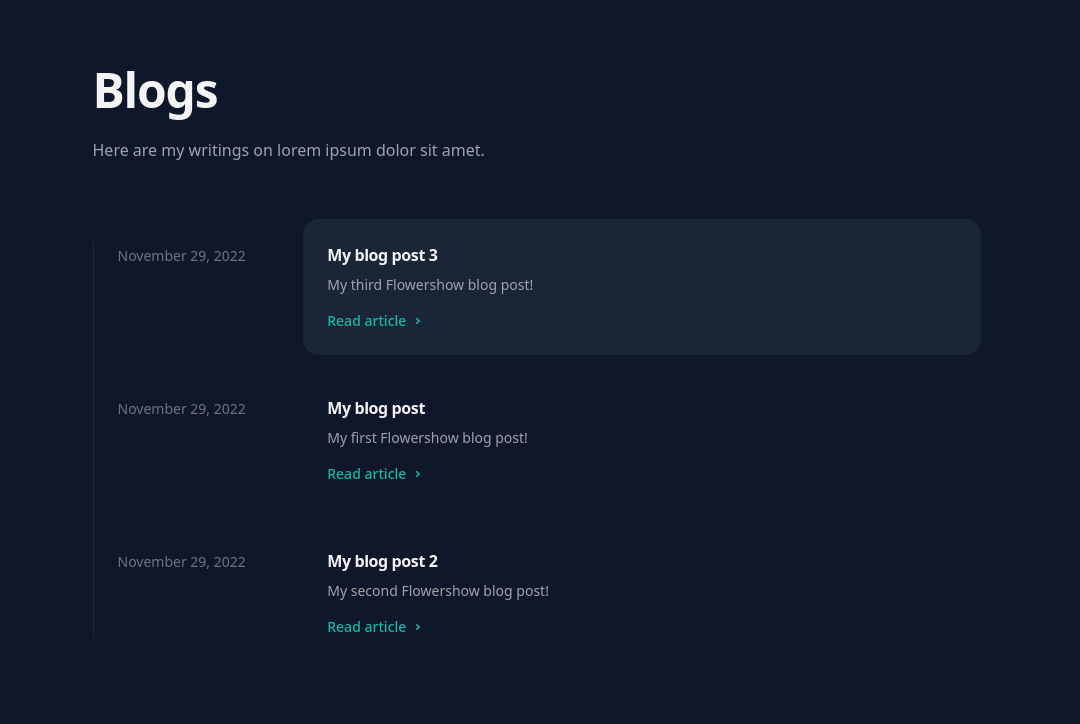 Blogs
Here are my writings on lorem ipsum dolor sit amet.
November 29, 2022
My blog post 3
My third Flowershow blog post!
Read article
November 29, 2022
My blog post
My first Flowershow blog post!
Read article
November 29, 2022
My blog post 2
My second Flowershow blog post!
Read article